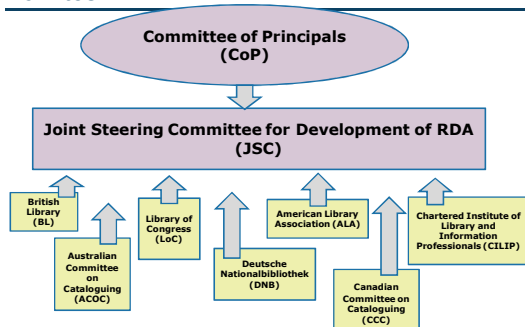 Committee of Principals
(CoP)
Joint Steering Committee for Development of RDA
(JSC)
British
Library
(BL)
Australian
Committee
on
Cataloguing
(ACOC)
Library of
Congress
(LoC)
Deutsche
Nationalbibliothek
(DNB)
American Library
Association (ALA)
Canadian
Committee on
Cataloguing
(CCC)
Chartered Institute of
Library and
Information
Professionals (CILIP)